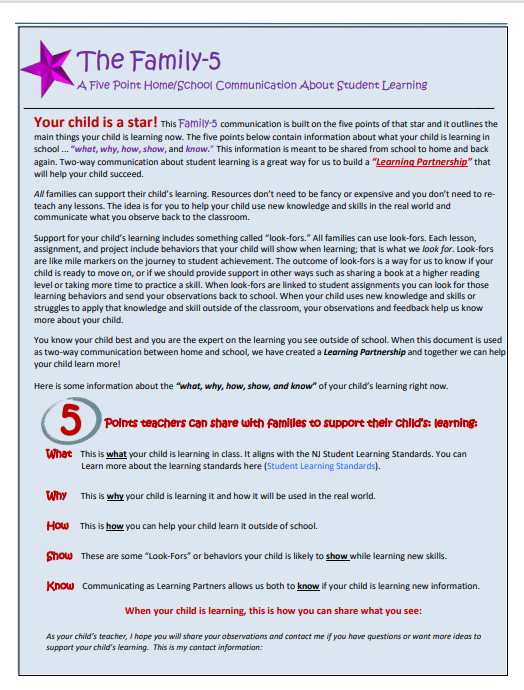 The Family-5
A Five Point Home/School Communication About Student Learning
Your child is a star! This Family-5 communication is built on the five points of that star and it outlines the
main things your child is learning now. The five points below contain information about what your child is learning in
school ... “what, why, how, show, and know.” This information is meant to be shared from school to home and back
again. Two-way communication about student learning is a great way for us to build a “Learning Partnership” that
will help your child succeed.
All families can support their child’s learning. Resources don’t need to be fancy or expensive and you don’t need to re-
teach any lessons. The idea is for you to help your child use new knowledge and skills in the real world and
communicate what you observe back to the classroom.
Support for your child’s learning includes something called “look-fors.” All families can use look-fors. Each lesson,
assignment, and project include behaviors that your child will show when learning; that is what we look for. Look-fors
are like mile markers on the journey to student achievement. The outcome of look-fors is a way for us to know if your
child is ready to move on, or if we should provide support in other ways such as sharing a book at a higher reading
level or taking more time to practice a skill. When look-fors are linked to student assignments you can look for those
learning behaviors and send your observations back to school. When your child uses new knowledge and skills or
struggles to apply that knowledge and skill outside of the classroom, your observations and feedback help us know
more about your child.
You know your child best and you are the expert on the learning you see outside of school. When this document is used
as two-way communication between home and school, we have created a Learning Partnership and together we can help
your child learn more!
Here is some information about the “what, why, how, show, and know” of your child’s learning right now.
5 Points teachers can share with families to support their child's: learning:
What This is what your child is learning in class. It aligns with the NJ Student Learning Standards. You can
Learn more about the learning standards here (Student Learning Standards).
Why This is why your child is learning it and how it will be used in the real world.
How This is how you can help your child learn it outside of school.
Show These are some “Look-Fors” or behaviors your child is likely to show while learning new skills.
Know Communicating as Learning Partners allows us both to know if your child is learning new information.
When your child is learning, this is how you can share what you see:
As your child’s teacher, I hope you will share your observations and contact me if you have questions or want more ideas to
support your child’s learning. This is my contact information: